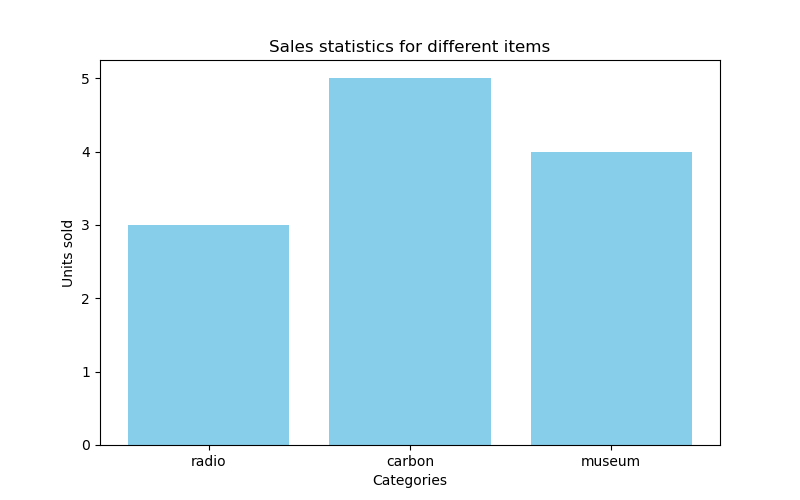 Sales statistics for different items
Units sold
5
4
3
2
1
0
radio carbon museum
Categories